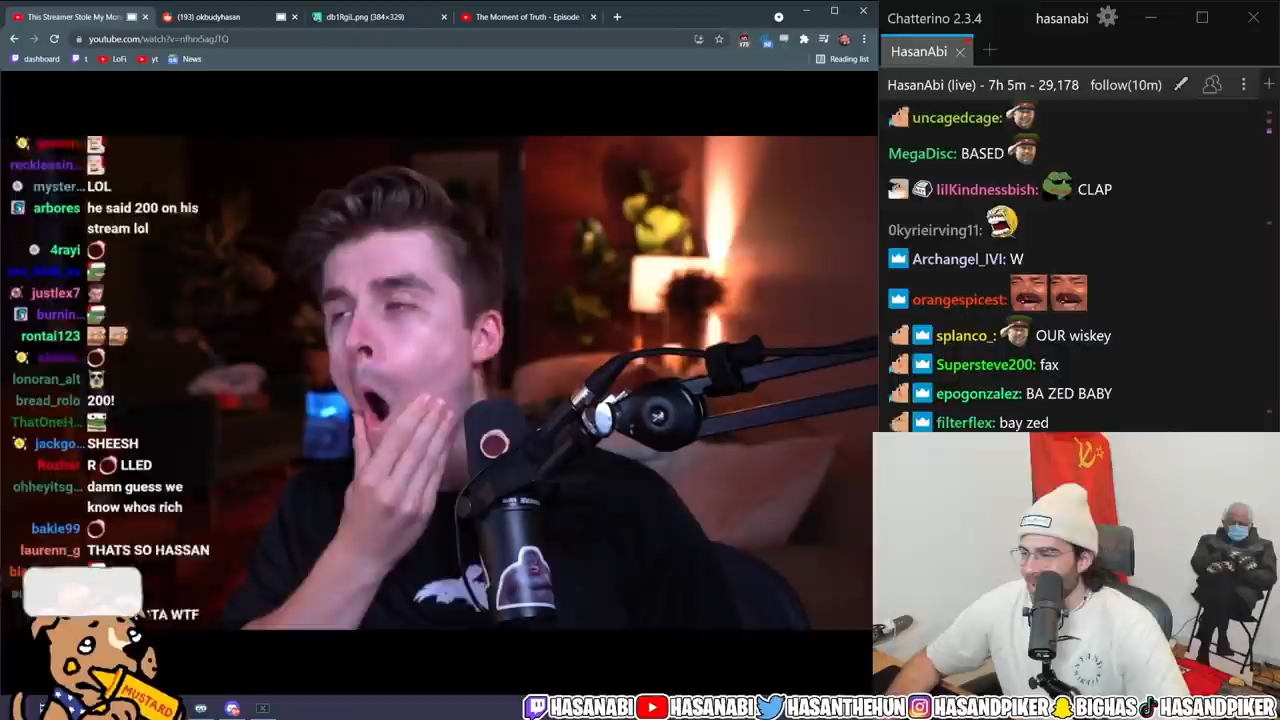 This Streamer Stole My Mon
(193) okbudyhasan
db1RgiL.png (384×329)
The Moment of Truth - Episode
youtube.com/watch?v=nfhrx5agJTQ
dashboard
t
LoFi
yt
News
Reading list
recklessin...
myster... LOL
arbores: he said 200 on his
stream lol
4rayi
justlex7
burnin...
rontai123
lonoran_alt
bread_rolo 200!
ThatOneH...
jackgo... SHEESH
R LLED
ohheyitsg... damn guess we
know whos rich
bakie99
laurenn_g THATS SO HASSAN
TA WTF
MUSTARD
Chatterino 2.3.4
hasanabi
HasanAbi
HasanAbi (live) - 7h 5m - 29,178
follow(10m)
uncagedcage:
MegaDisc: BASED
lilKindnessbish: CLAP
0kyrieirving11:
Archangel_IVI: W
orangespicest:
splanco_: OUR wiskey
Supersteve200: fax
epogonzalez: BA ZED BABY
filterflex: bay zed
HASANABI
HASANABI
HASANTHEHUN
HASANDPIKER
BIGHAS
HASANDPIKER